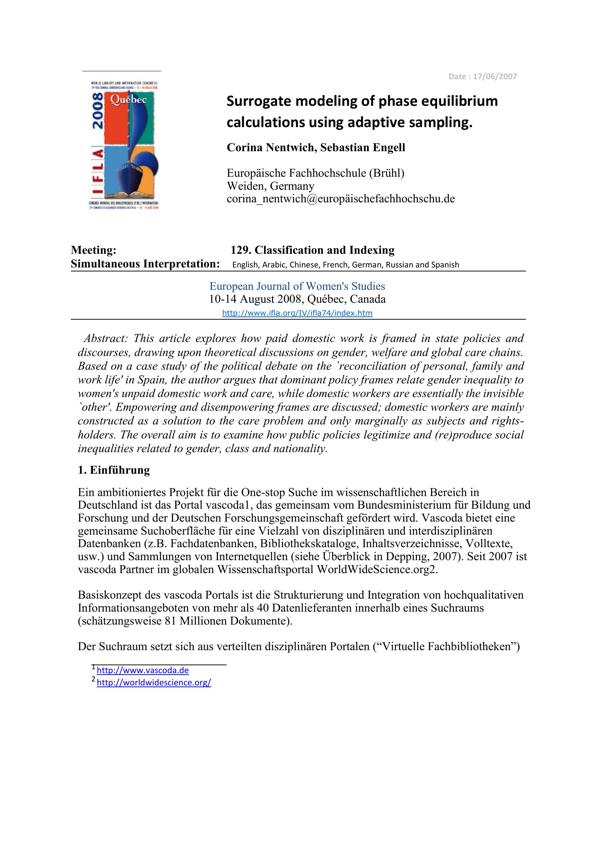 Date : 17/06/2007
WORLD LIBRARY AND INFORMATION CONGRESS:
2008
Québec
IFLA
Surrogate modeling of phase equilibrium
calculations using adaptive sampling.
Corina Nentwich, Sebastian Engell
Europäische Fachhochschule (Brühl)
Weiden, Germany
corina_nentwich@europäischefachhochschu.de
Meeting: 129. Classification and Indexing
Simultaneous Interpretation: English, Arabic, Chinese, French, German, Russian and Spanish
European Journal of Women's Studies
10-14 August 2008, Québec, Canada
http://www.ifla.org/IV/ifla74/index.htm
Abstract: This article explores how paid domestic work is framed in state policies and
discourses, drawing upon theoretical discussions on gender, welfare and global care chains.
Based on a case study of the political debate on the `reconciliation of personal, family and
work life' in Spain, the author argues that dominant policy frames relate gender inequality to
women's unpaid domestic work and care, while domestic workers are essentially the invisible
`other'. Empowering and disempowering frames are discussed; domestic workers are mainly
constructed as a solution to the care problem and only marginally as subjects and rights-
holders. The overall aim is to examine how public policies legitimize and (re)produce social
inequalities related to gender, class and nationality.
1. Einführung
Ein ambitioniertes Projekt für die One-stop Suche im wissenschaftlichen Bereich in
Deutschland ist das Portal vascoda1, das gemeinsam vom Bundesministerium für Bildung und
Forschung und der Deutschen Forschungsgemeinschaft gefördert wird. Vascoda bietet eine
gemeinsame Suchoberfläche für eine Vielzahl von disziplinären und interdisziplinären
Datenbanken (z.B. Fachdatenbanken, Bibliothekskataloge, Inhaltsverzeichnisse, Volltexte,
usw.) und Sammlungen von Internetquellen (siehe Überblick in Depping, 2007). Seit 2007 ist
vascoda Partner im globalen Wissenschaftsportal WorldWideScience.org2.
Basiskonzept des vascoda Portals ist die Strukturierung und Integration von hochqualitativen
Informationsangeboten von mehr als 40 Datenlieferanten innerhalb eines Suchraums
(schätzungsweise 81 Millionen Dokumente).
Der Suchraum setzt sich aus verteilten disziplinären Portalen (“Virtuelle Fachbibliotheken”)
1 http://www.vascoda.de
2 http://worldwidescience.org/